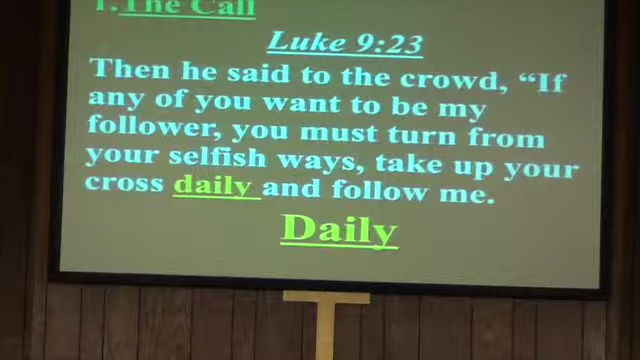 1. The Call
Luke 9:23
Then he said to the crowd, “If
any of you want to be my
follower, you must turn from
your selfish ways, take up your
cross daily and follow me.
Daily